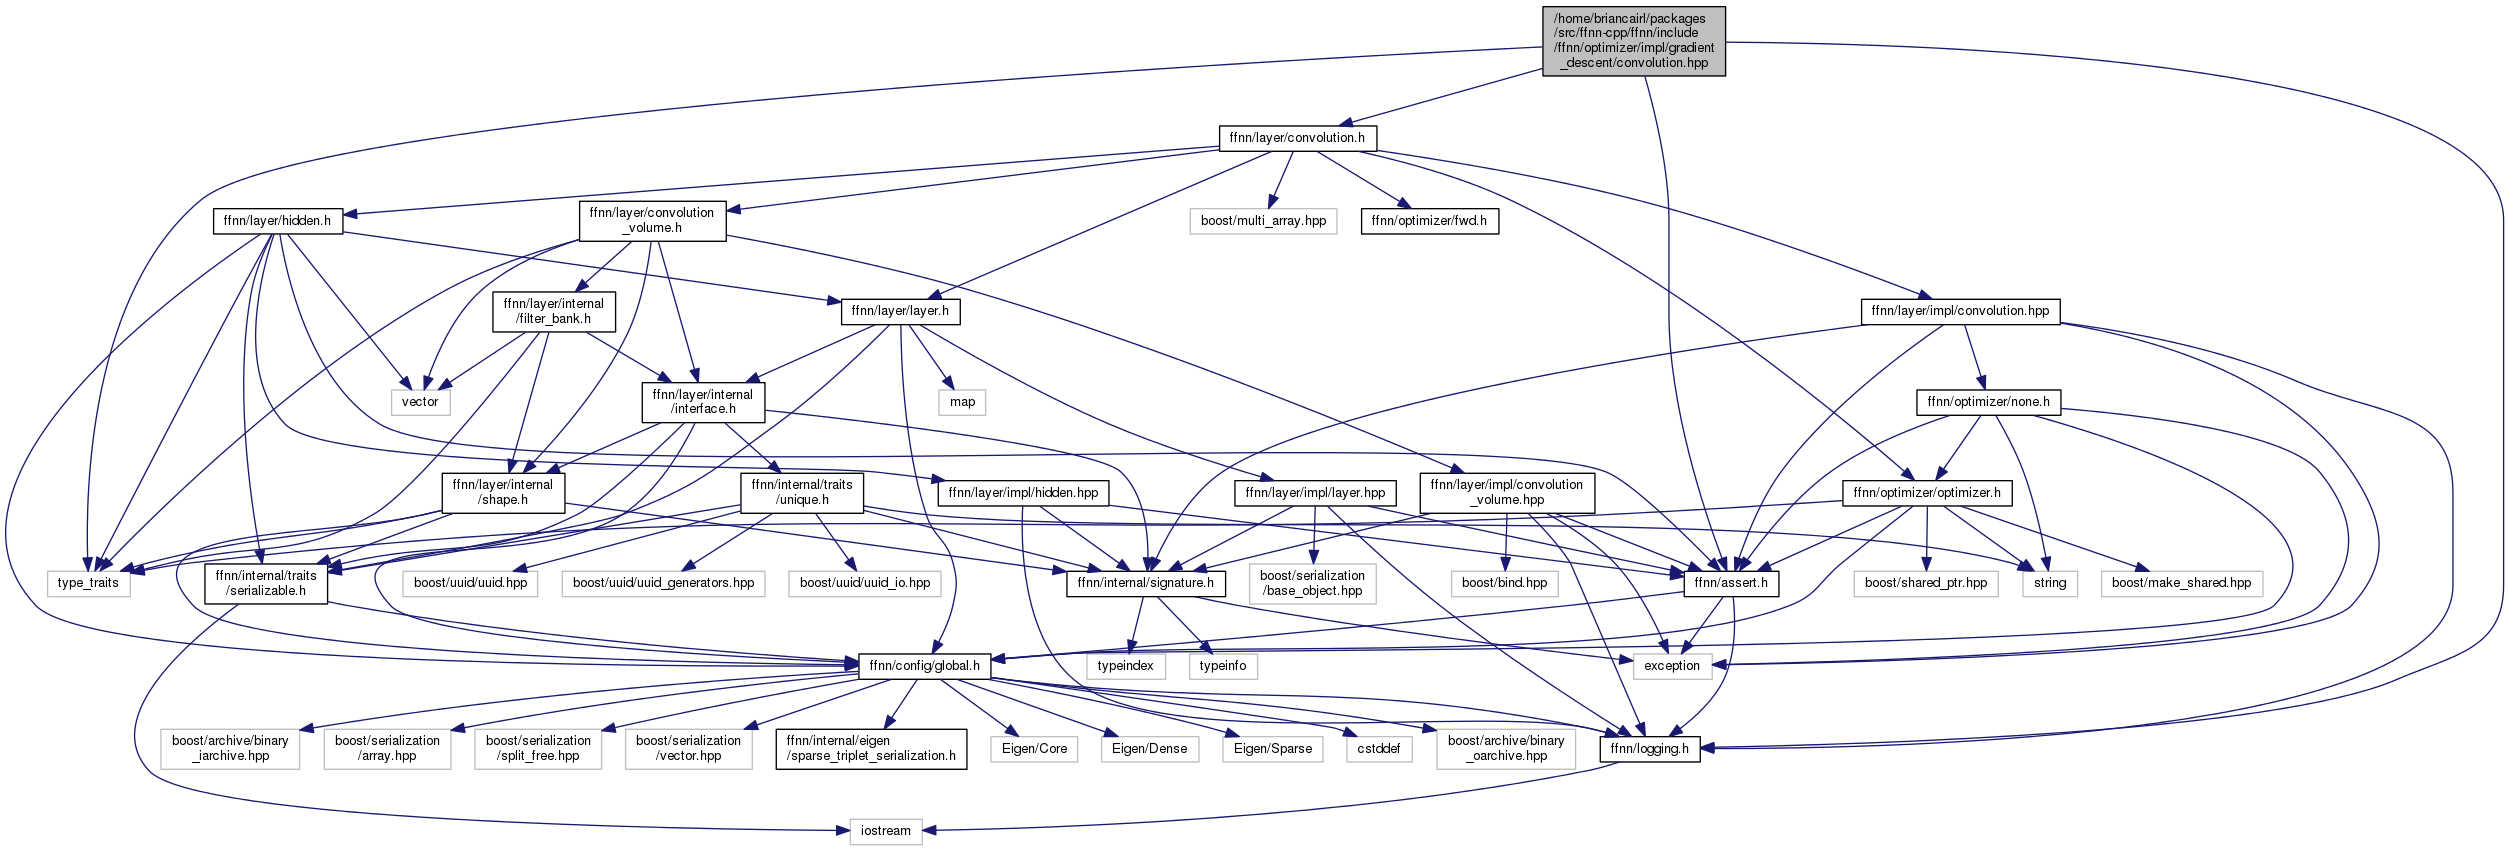 /home/briancairl/packages
/src/ffnn-cpp/ffnn/include
/ffnn/optimizer/impl/gradient
_descent/convolution.hpp
ffnn/layer/convolution.h
ffnn/layer/hidden.h
ffnn/layer/convolution
_volume.h
boost/multi_array.hpp
ffnn/optimizer/fwd.h
ffnn/layer/internal
/filter_bank.h
ffnn/layer/layer.h
ffnn/layer/impl/convolution.hpp
vector
ffnn/layer/internal
/interface.h
map
ffnn/optimizer/none.h
ffnn/layer/internal
/shape.h
ffnn/internal/traits
/unique.h
ffnn/layer/impl/hidden.hpp
ffnn/layer/impl/layer.hpp
ffnn/layer/impl/convolution
_volume.hpp
ffnn/optimizer/optimizer.h
type_traits
ffnn/internal/traits
/serializable.h
boost/uuid/uuid.hpp
boost/uuid/uuid_generators.hpp
boost/uuid/uuid_io.hpp
ffnn/internal/signature.h
boost/serialization
/base_object.hpp
boost/bind.hpp
ffnn/assert.h
boost/shared_ptr.hpp
string
boost/make_shared.hpp
ffnn/config/global.h
typeindex
typeinfo
exception
boost/archive/binary
_iarchive.hpp
boost/serialization
/array.hpp
boost/serialization
/split_free.hpp
boost/serialization
/vector.hpp
ffnn/internal/eigen
/sparse_triplet_serialization.h
Eigen/Core
Eigen/Dense
Eigen/Sparse
cstddef
boost/archive/binary
_oarchive.hpp
ffnn/logging.h
iostream